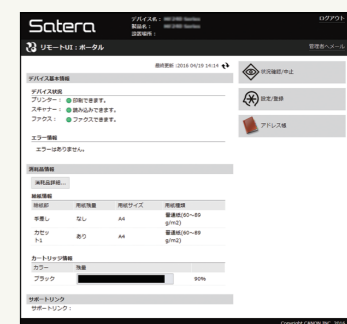 Satera
デバイス名：
製品名：
設置場所：
ログアウト
リモートUI：ポータル
管理者へメール
最終更新 :2016 04/19 14:14
デバイス基本情報
デバイス状況
プリンター： 印刷できます。
スキャナー： 読み込みできます。
ファクス： ファクスできます。
エラー情報
エラーはありません。
消耗品情報
消耗品詳細...
給紙情報
給紙部 用紙残量 用紙サイズ 用紙種類
手差し なし A4 普通紙(60～89 g/m2)
カセット1 あり A4 普通紙(60～89 g/m2)
カートリッジ情報
カラー 残量
ブラック 90%
サポートリンク
サポートリンク：
状況確認/中止
設定/登録
アドレス帳
Copyright CANON INC. 2016